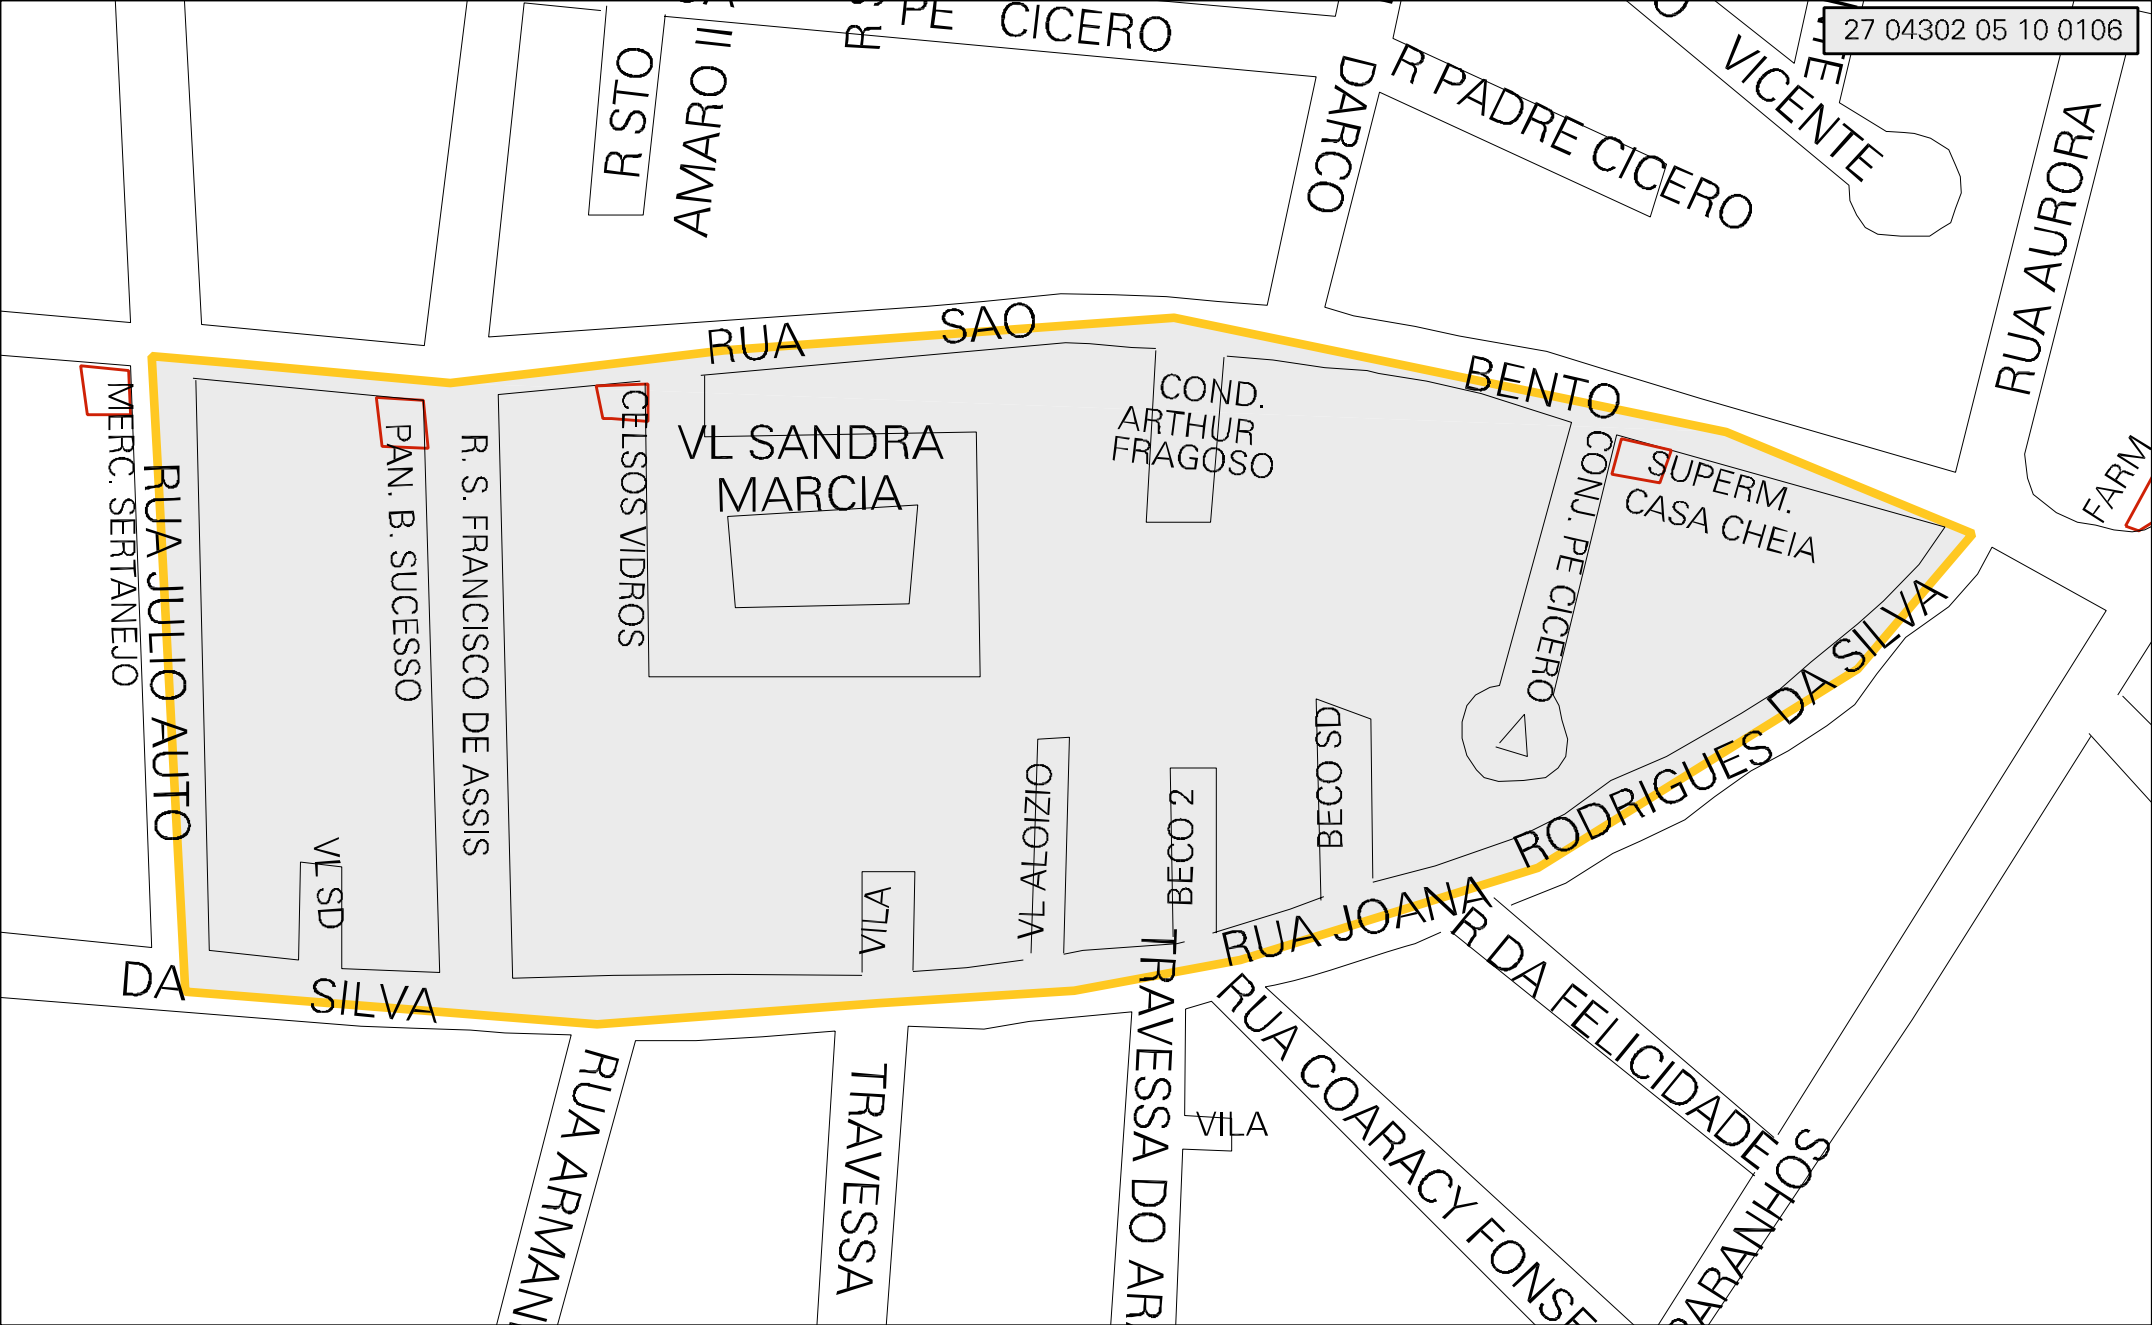 27 04302 05 10 0106
PE CICERO
R STO
AMARO II
DARCO
R PADRE CICERO
VICENTE
RUA AURORA
RUA SAO BENTO
MERC. SERTANEJO
RUA JULIO AUTO
PAN. B. SUCESSO
R. S. FRANCISCO DE ASSIS
CELSOS VIDROS
VL SANDRA
MARCIA
COND.
ARTHUR
FRAGOSO
CONJ. PE CICERO
SUPERM.
CASA CHEIA
FARM
VL SD
VILA
VL ALOIZIO
BECO 2
BECO SD
RUA JOANA RODRIGUES DA SILVA
DA SILVA
RUA ARMAN
TRAVESSA
TRAVESSA DO AR
VILA
RUA COARACY FONSE
R DA FELICIDADE
ARANHOS